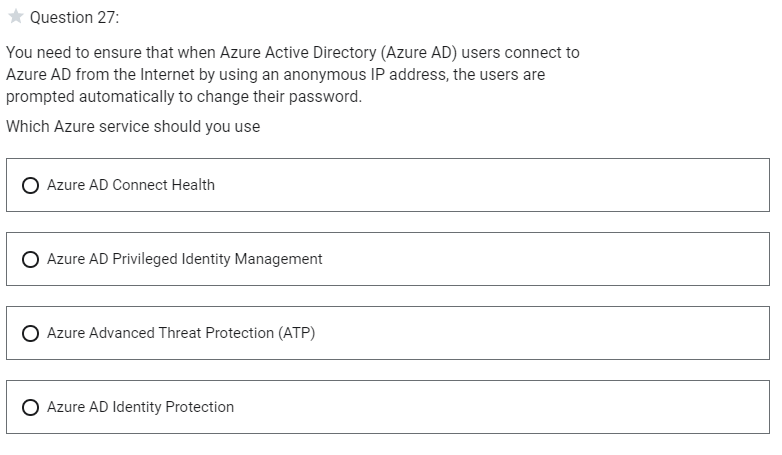 Question 27:
You need to ensure that when Azure Active Directory (Azure AD) users connect to
Azure AD from the Internet by using an anonymous IP address, the users are
prompted automatically to change their password.
Which Azure service should you use
Azure AD Connect Health
Azure AD Privileged Identity Management
Azure Advanced Threat Protection (ATP)
Azure AD Identity Protection